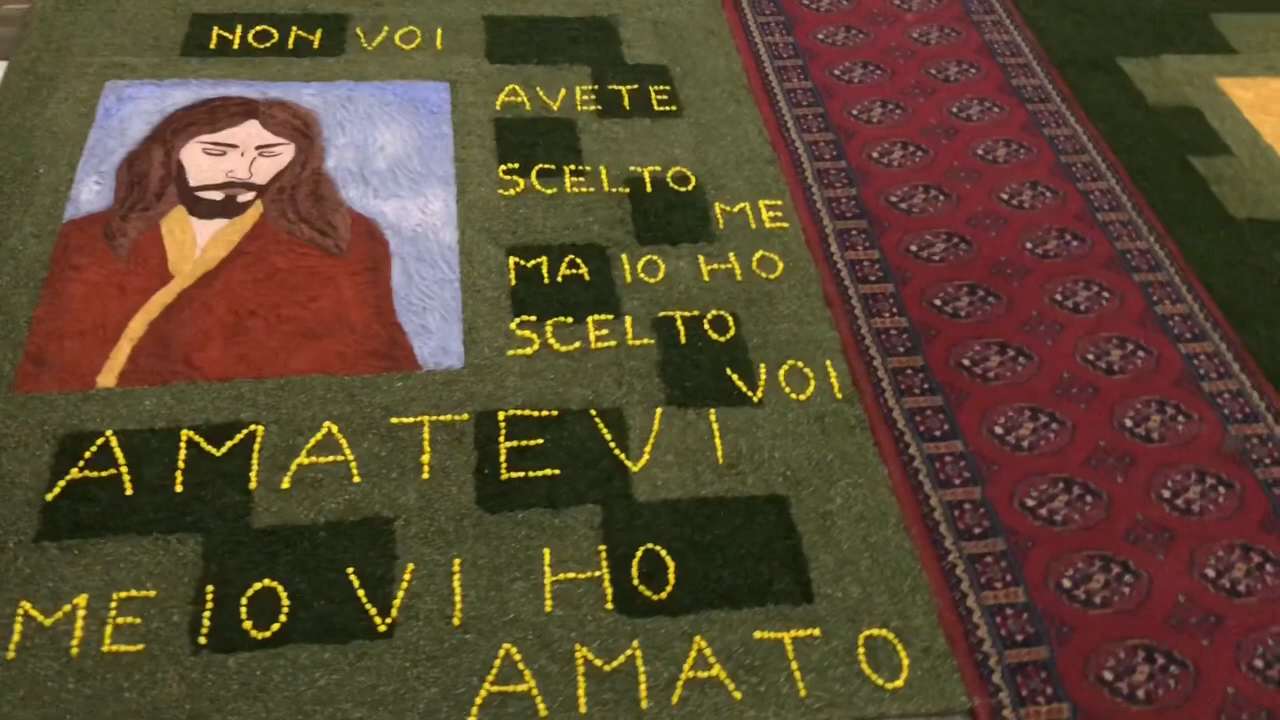 NON VOI
AVETE
SCELTO
ME
MA IO HO
SCELTO
VOI
AMATEVI
ME IO VI HO
AMATO